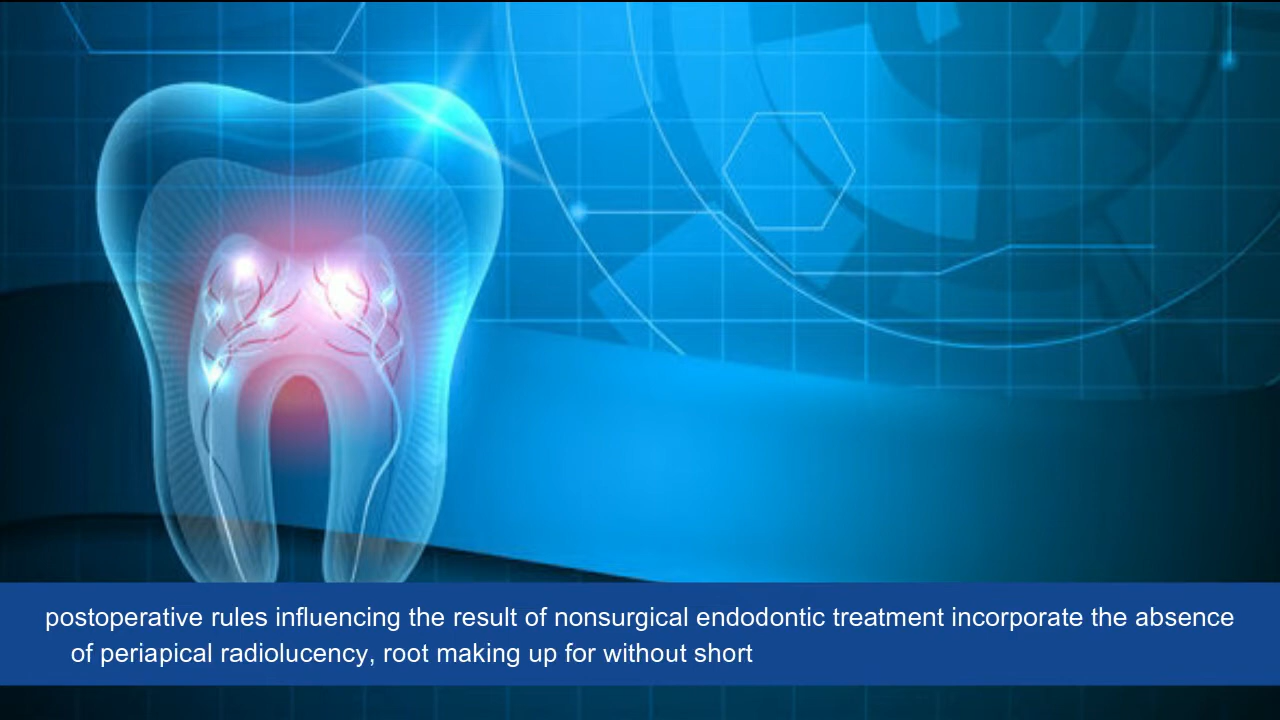 postoperative rules influencing the result of nonsurgical endodontic treatment incorporate the absence
of periapical radiolucency, root making up for without short